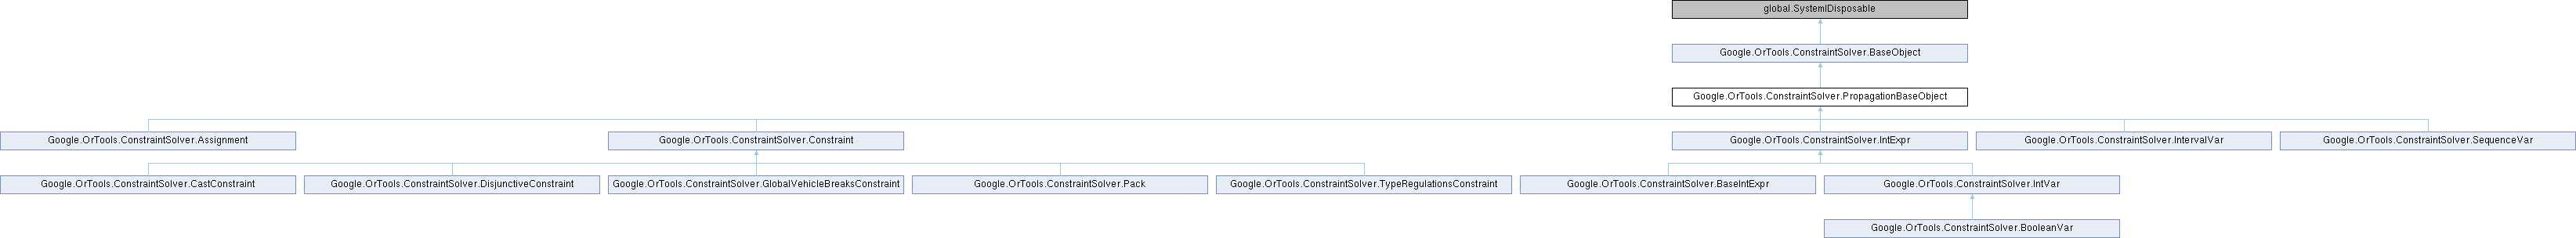 global.SystemIDisposable
Google.OrTools.ConstraintSolver.BaseObject
Google.OrTools.ConstraintSolver.PropagationBaseObject
Google.OrTools.ConstraintSolver.Assignment
Google.OrTools.ConstraintSolver.Constraint
Google.OrTools.ConstraintSolver.IntExpr
Google.OrTools.ConstraintSolver.IntervalVar
Google.OrTools.ConstraintSolver.SequenceVar
Google.OrTools.ConstraintSolver.CastConstraint
Google.OrTools.ConstraintSolver.DisjunctiveConstraint
Google.OrTools.ConstraintSolver.GlobalVehicleBreaksConstraint
Google.OrTools.ConstraintSolver.Pack
Google.OrTools.ConstraintSolver.TypeRegulationsConstraint
Google.OrTools.ConstraintSolver.BaseIntExpr
Google.OrTools.ConstraintSolver.IntVar
Google.OrTools.ConstraintSolver.BooleanVar